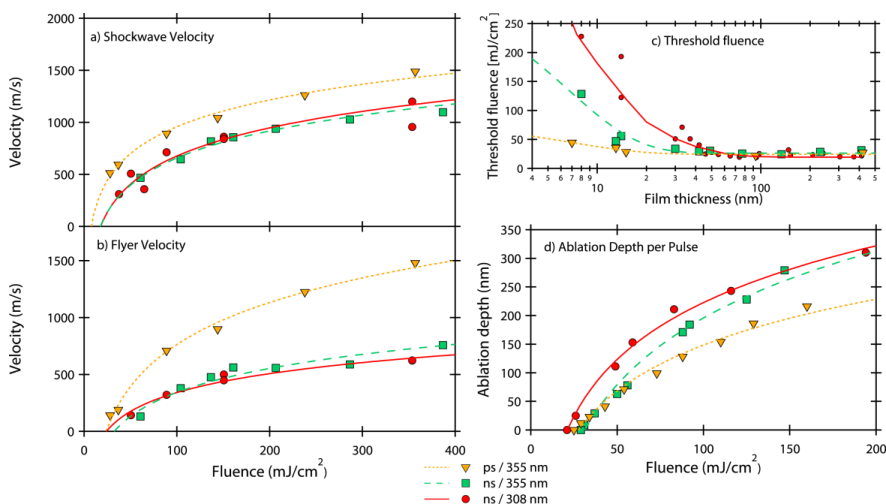 a) Shockwave Velocity
Velocity (m/s)
2000
1500
1000
500
0
b) Flyer Velocity
Velocity (m/s)
1500
1000
500
0
0
100
200
300
400
Fluence (mJ/cm²)
c) Threshold fluence
Threshold fluence [mJ/cm²
250
200
150
100
50
0
4 5 6 7 8 9 10 2 3 4 5 6 7 8 9 100 2 3 4 5
Film thickness (nm)
d) Ablation Depth per Pulse
Ablation depth (nm)
350
300
250
200
150
100
50
0
0
50
100
150
200
Fluence (mJ/cm²)
ps / 355 nm
ns / 355 nm
ns / 308 nm